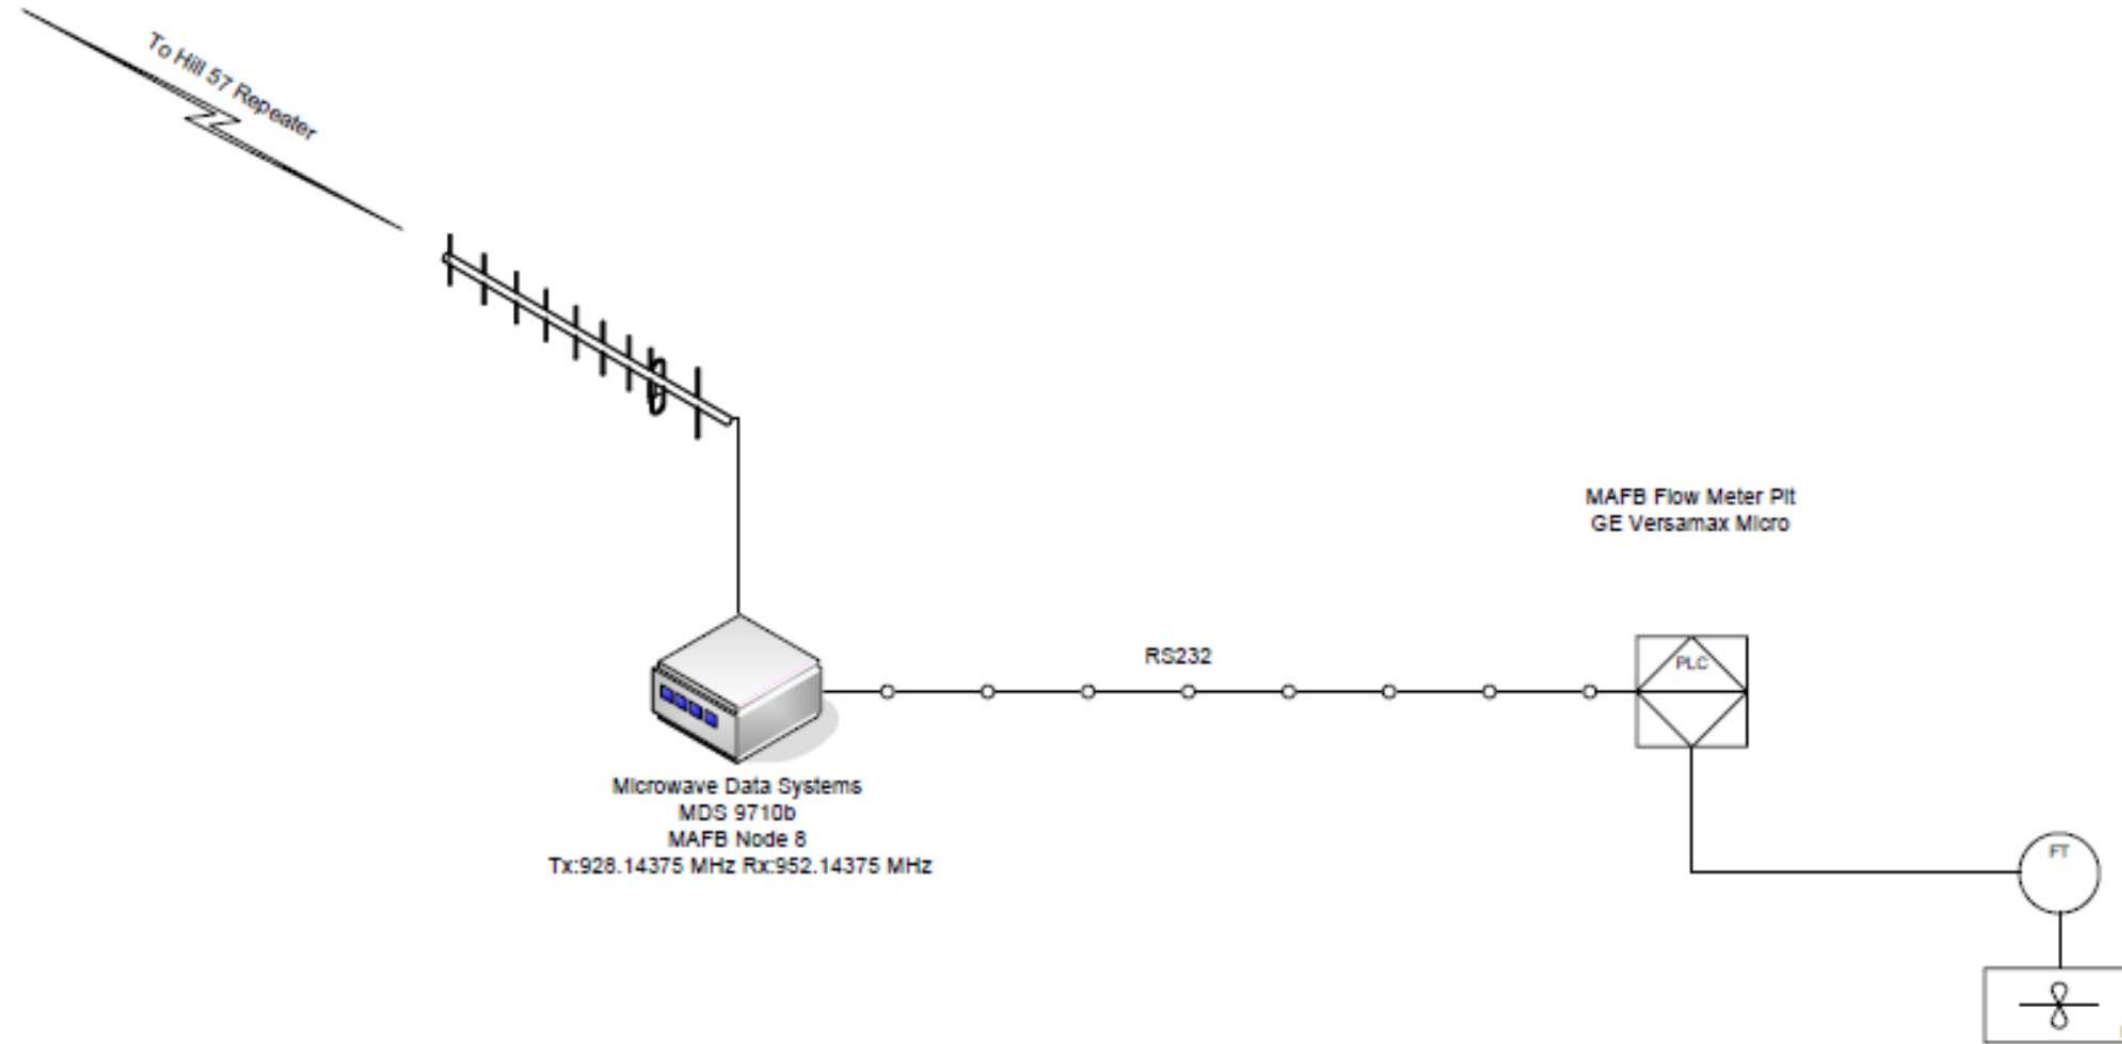 To Hill 57 Repeater
MAFB Flow Meter Pit
GE Versamax Micro
RS232
PLC
Microwave Data Systems
MDS 9710b
MAFB Node 8
Tx:928.14375 MHz Rx:952.14375 MHz
FT